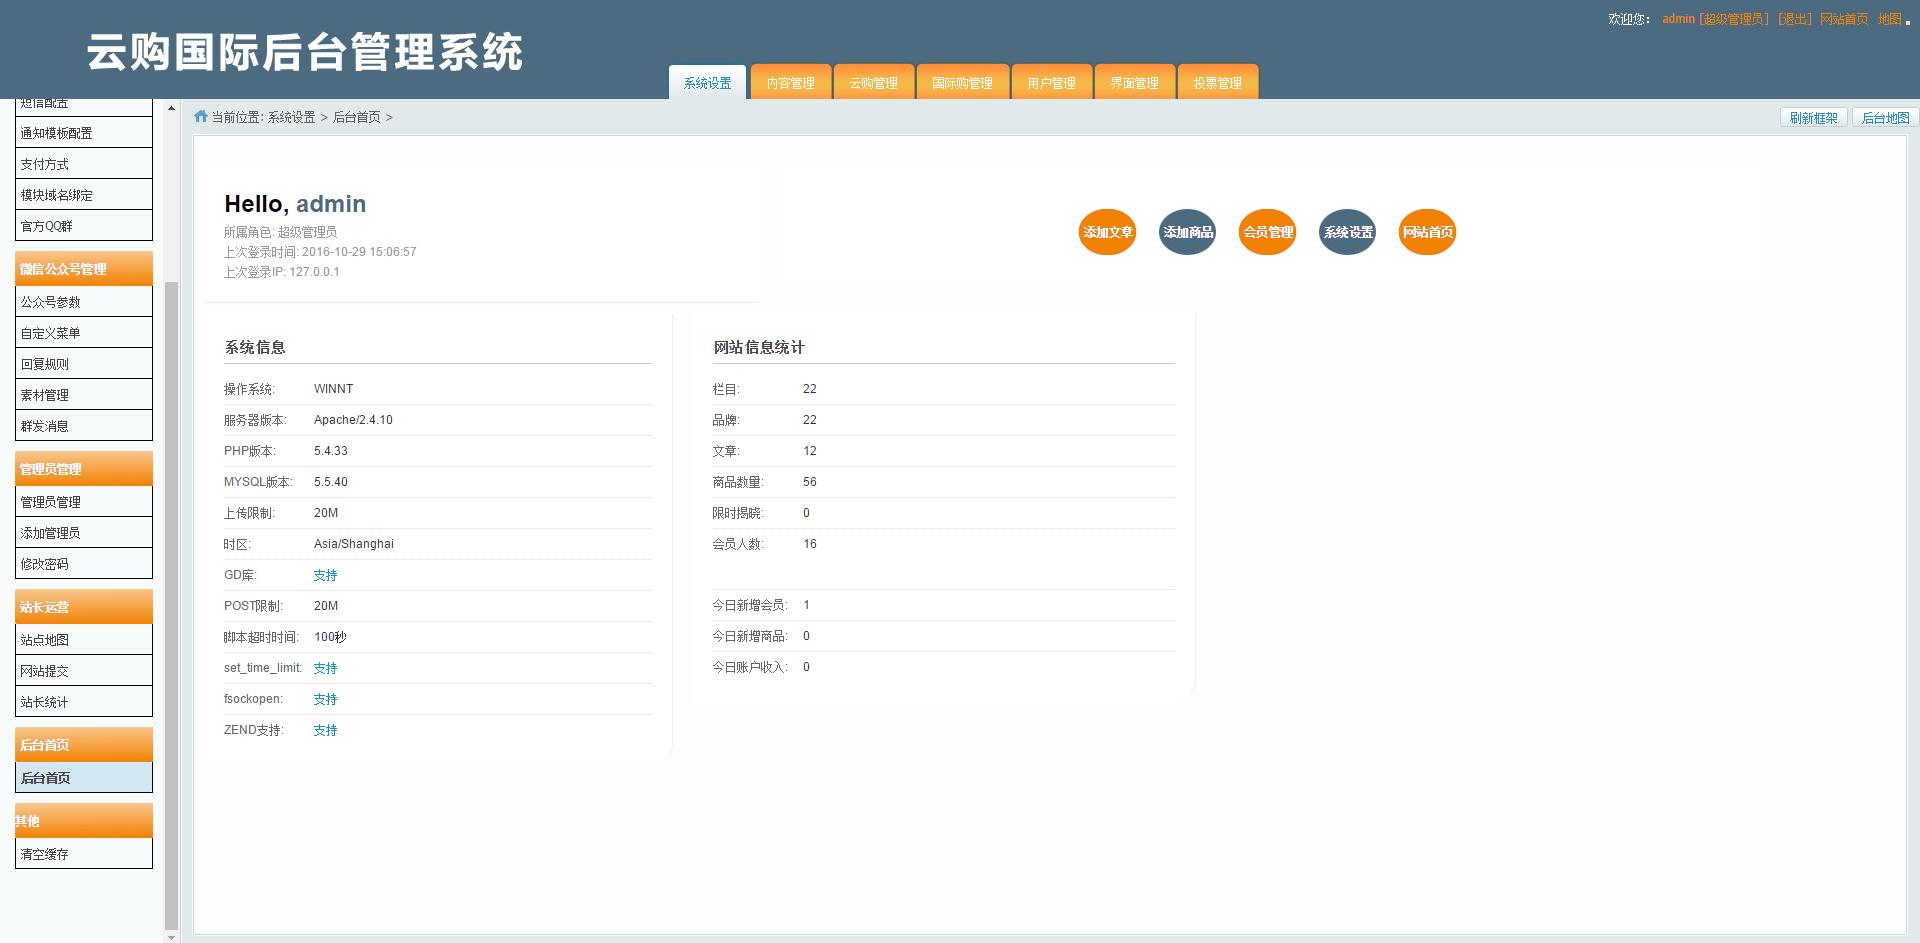 云购国际后台管理系统
欢迎您： admin [超级管理员] [退出] 网站首页 地图 。
系统设置 内容管理 云购管理 国际购管理 用户管理 界面管理 投票管理
短信配置
通知模板配置
支付方式
模块域名绑定
官方QQ群
微信公众号管理
公众号参数
自定义菜单
回复规则
素材管理
群发消息
管理员管理
管理员管理
添加管理员
修改密码
站长运营
站点地图
网站提交
站长统计
后台首页
后台首页
其他
清空缓存
当前位置: 系统设置 > 后台首页 >
刷新框架 后台地图
Hello, admin
所属角色: 超级管理员
上次登录时间: 2016-10-29 15:06:57
上次登录IP: 127.0.0.1
添加文章 添加商品 会员管理 系统设置 网站首页
系统信息
操作系统: WINNT
服务器版本: Apache/2.4.10
PHP版本: 5.4.33
MYSQL版本: 5.5.40
上传限制: 20M
时区: Asia/Shanghai
GD库: 支持
POST限制: 20M
脚本超时时间: 100秒
set_time_limit: 支持
fsockopen: 支持
ZEND支持: 支持
网站信息统计
栏目: 22
品牌: 22
文章: 12
商品数量: 56
限时揭晓: 0
会员人数: 16
今日新增会员: 1
今日新增商品: 0
今日账户收入: 0